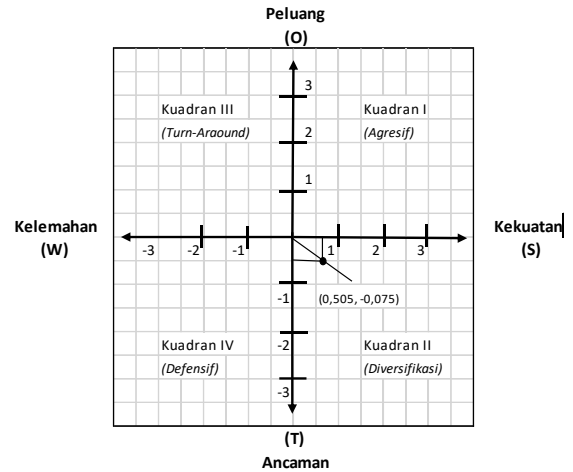 Peluang
(O)
3
Kuadran III
Kuadran I
(Turn-Araound)
(Agresif)
2
1
Kelemahan
(W)
Kekuatan
(S)
-3
-2
-1
1
2
3
-1
(0,505, -0,075)
Kuadran IV
Kuadran II
-2
(Defensif)
(Diversifikasi)
-3
(T)
Ancaman